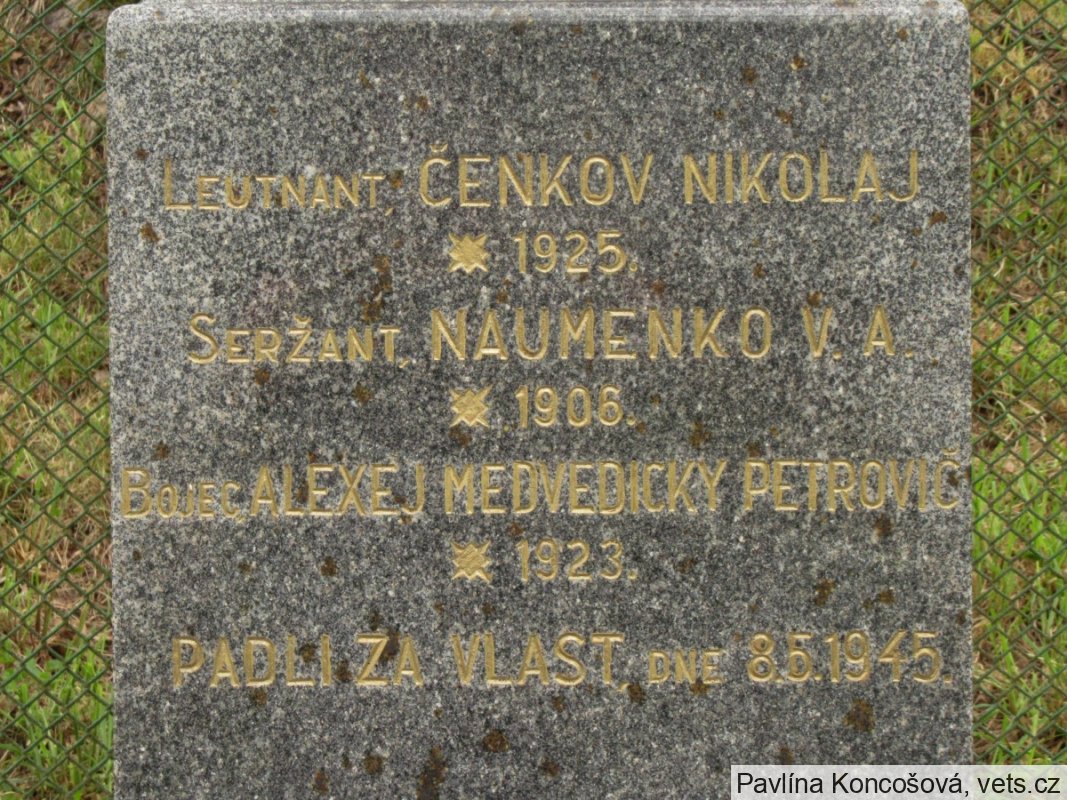 Leutnant, ČENKOV NIKOLAJ
* 1925.
Seržant, NAUMENKO V. A.
* 1906.
Bojec, ALEXEJ MEDVEDICKY PETROVIČ
* 1923.
PADLI ZA VLAST, DNE 8.5.1945.
Pavlína Koncošová, vets.cz